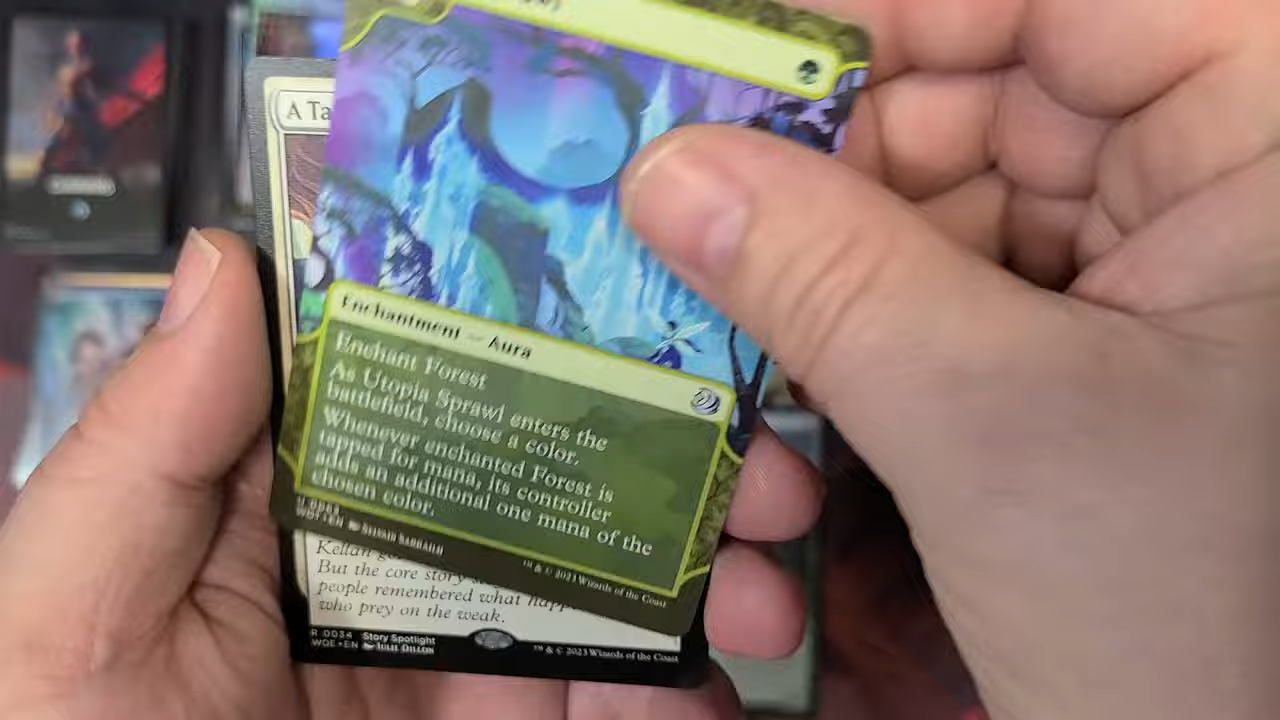 A Ta
Enchantment — Aura
Enchant Forest
As Utopia Sprawl enters the
battlefield, choose a color.
Whenever enchanted Forest is
tapped for mana, its controller
adds an additional one mana of the
chosen color.
WOT • EN
™ & © 2023 Wizards of the Coast
Kellan
But the core story
people remembered what
who prey on the weak.
R 0034 Story Spotlight
WOE • EN JULIE DILLON
™ & © 2023 Wizards of the Coast